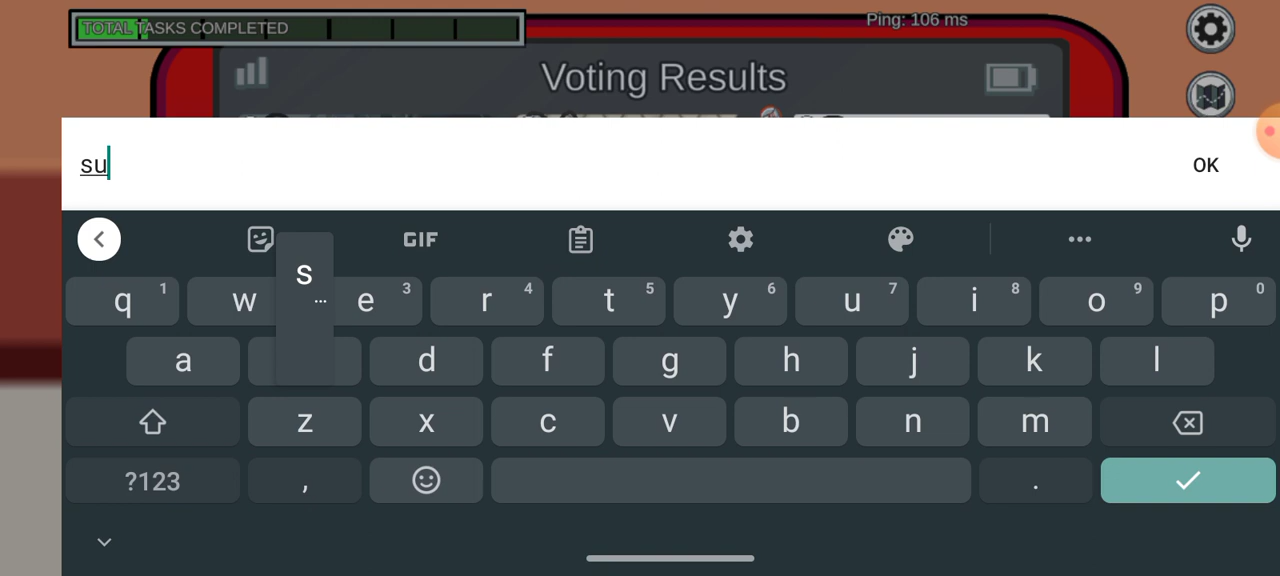 TOTAL TASKS COMPLETED
Ping: 106 ms
Voting Results
su
OK
GIF
s
...
q 1 w e 3 r 4 t 5 y 6 u 7 i 8 o 9 p 0
a d f g h j k l
z x c v b n m
?123 , .